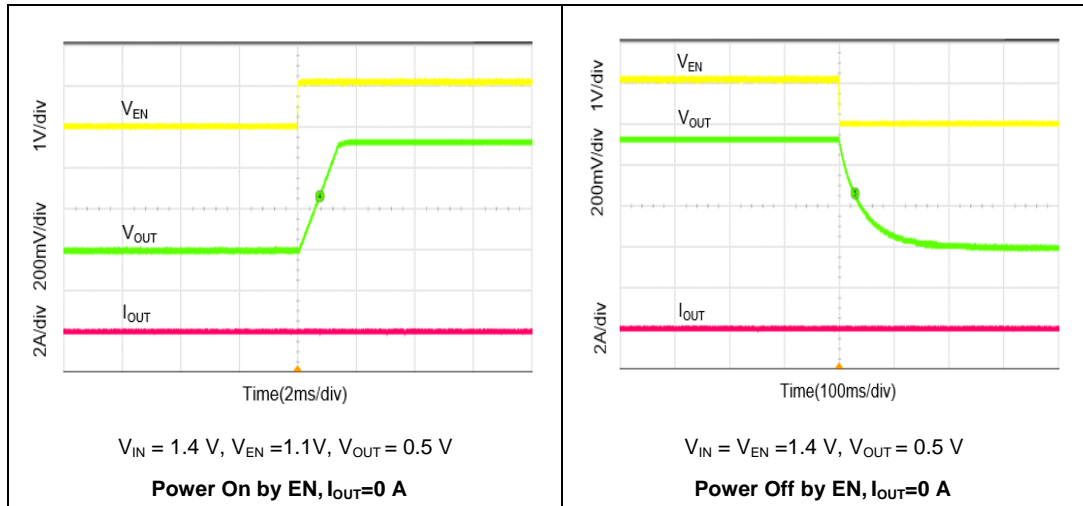 V_EN
V_OUT
I_OUT
1V/div
200mV/div
2A/div
Time(2ms/div)
V_IN = 1.4 V, V_EN =1.1V, V_OUT = 0.5 V
Power On by EN, I_OUT=0 A
V_EN
V_OUT
I_OUT
1V/div
200mV/div
2A/div
Time(100ms/div)
V_IN = V_EN =1.4 V, V_OUT = 0.5 V
Power Off by EN, I_OUT=0 A